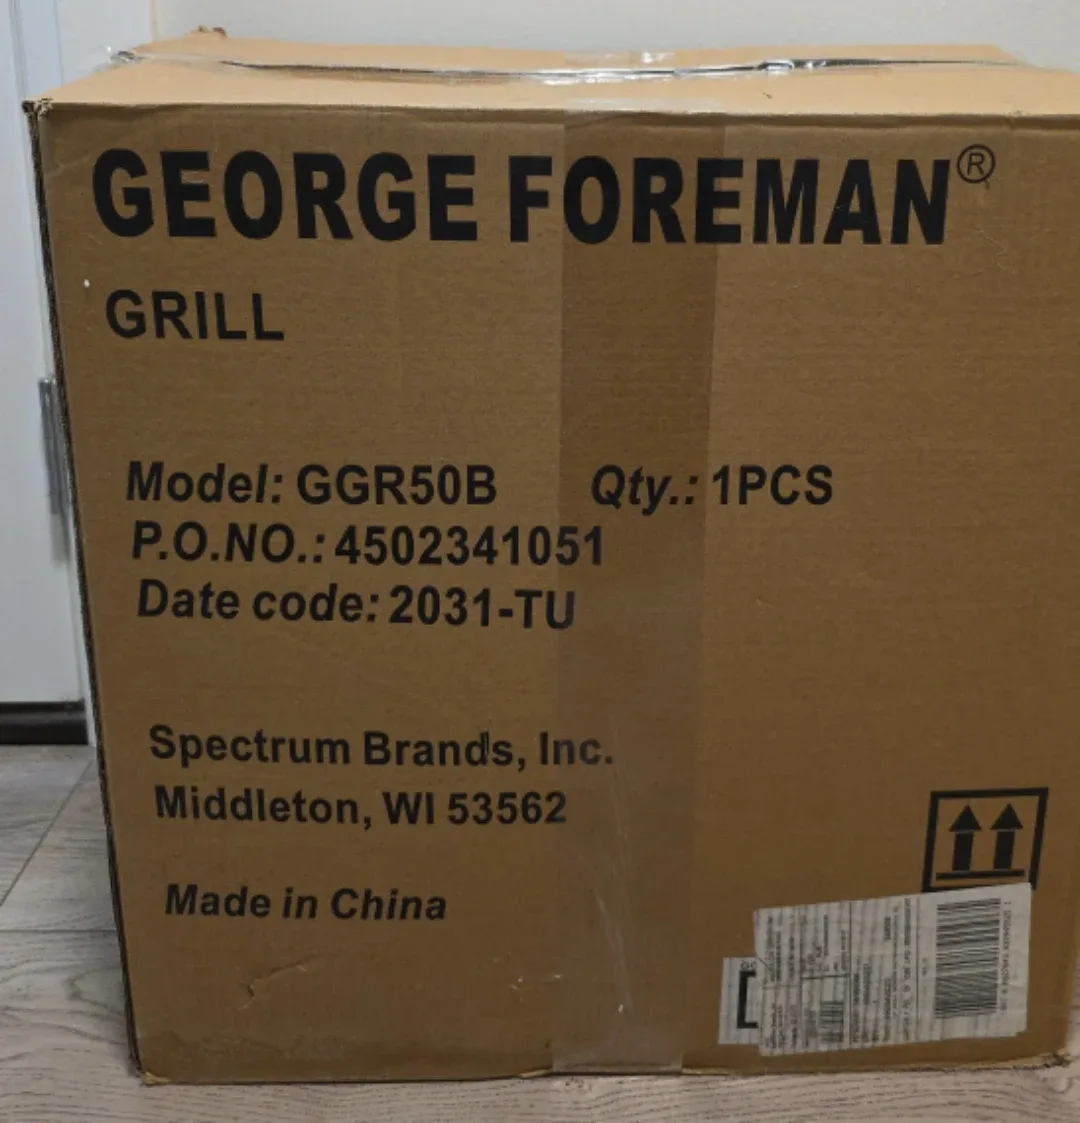 GEORGE FOREMAN®
GRILL
Model: GGR50B Qty.: 1PCS
P.O.NO.: 4502341051
Date code: 2031-TU
Spectrum Brands, Inc.
Middleton, WI 53562
Made in China